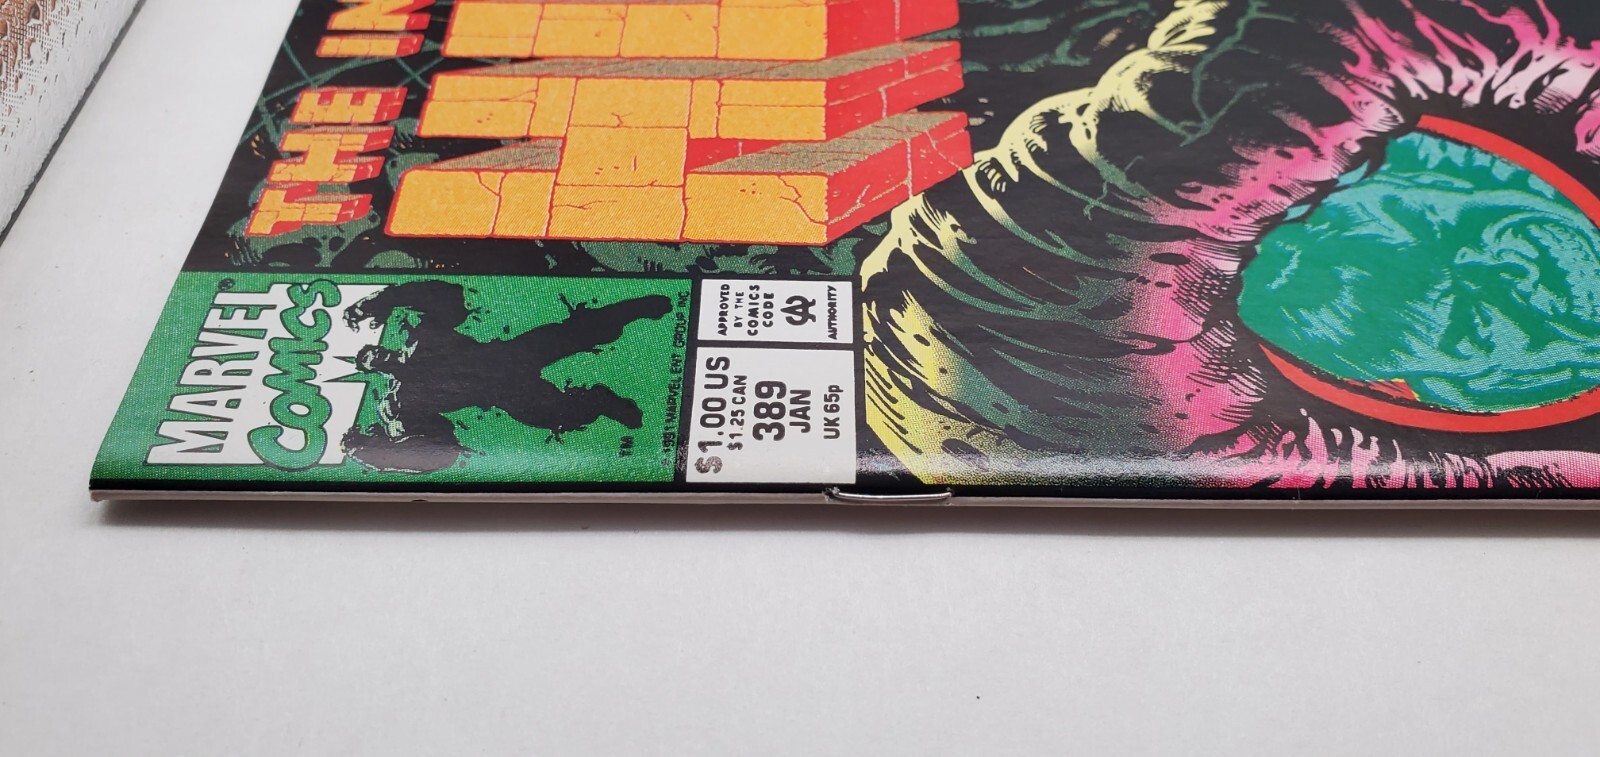 THE IN
MARVEL®
COMICS
TM
© 1991 MARVEL ENT. GROUP, INC.
APPROVED
BY THE
COMICS
CODE
CA
AUTHORITY
$1.00 US
$1.25 CAN
389
JAN
UK 65p